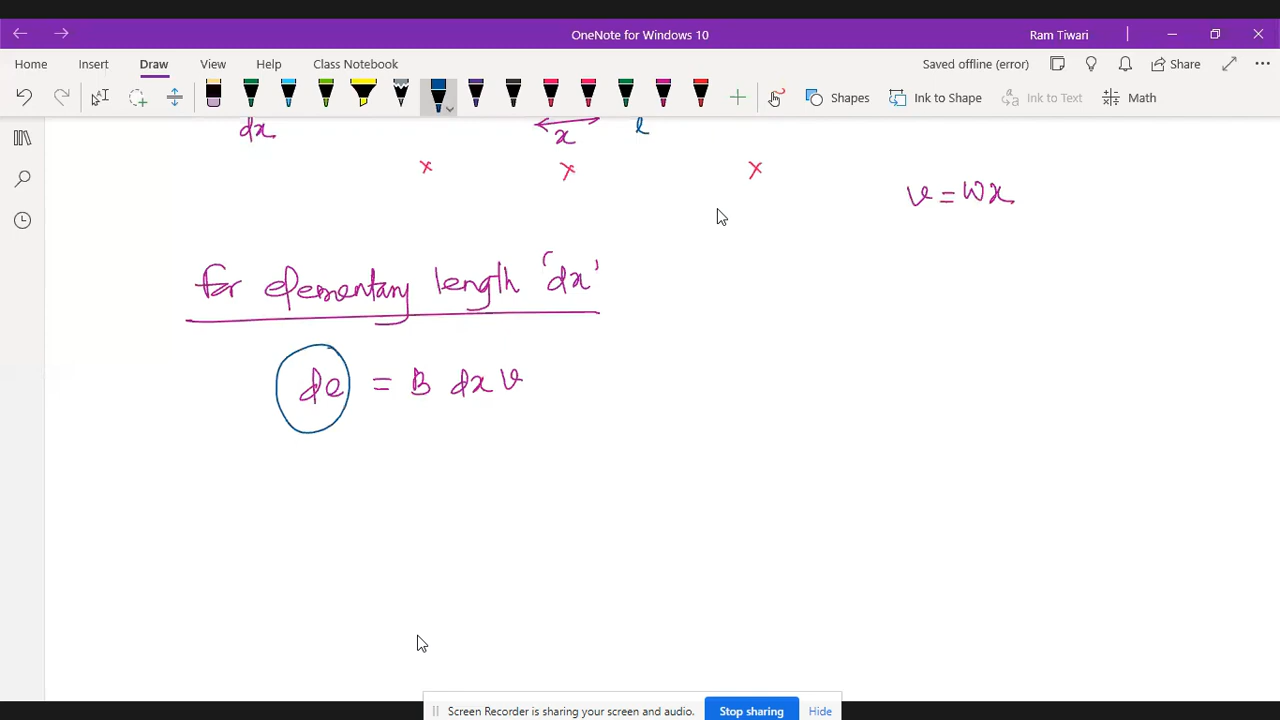 OneNote for Windows 10
Ram Tiwari
Home Insert Draw View Help Class Notebook
Saved offline (error) Share
Shapes Ink to Shape Ink to Text Math
dx x l
x x x
v = ωx
for elementary length 'dx'
de = B dx v
Screen Recorder is sharing your screen and audio. Stop sharing Hide